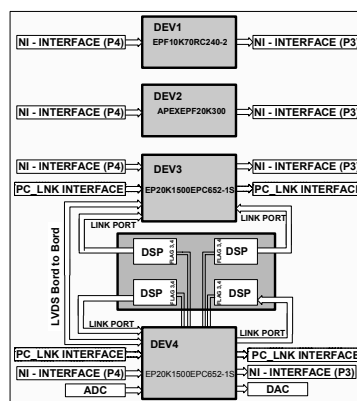 DEV1
EPF10K70RC240-2
NI - INTERFACE (P4)
NI - INTERFACE (P3)
DEV2
APEXEPF20K300
NI - INTERFACE (P4)
NI - INTERFACE (P3)
NI - INTERFACE (P4)
DEV3
NI - INTERFACE (P3)
PC_LNK INTERFACE
EP20K1500EPC652-1S
PC_LNK INTERFACE
LINK PORT
LINK PORT
LVDS Bord to Bord
DSP
FLAG 3,4
FLAG 3,4
DSP
DSP
FLAG 3,4
FLAG 3,4
DSP
LINK PORT
LINK PORT
DEV4
PC_LNK INTERFACE
PC_LNK INTERFACE
NI - INTERFACE (P4)
EP20K1500EPC652-1S
NI - INTERFACE (P3)
ADC
DAC